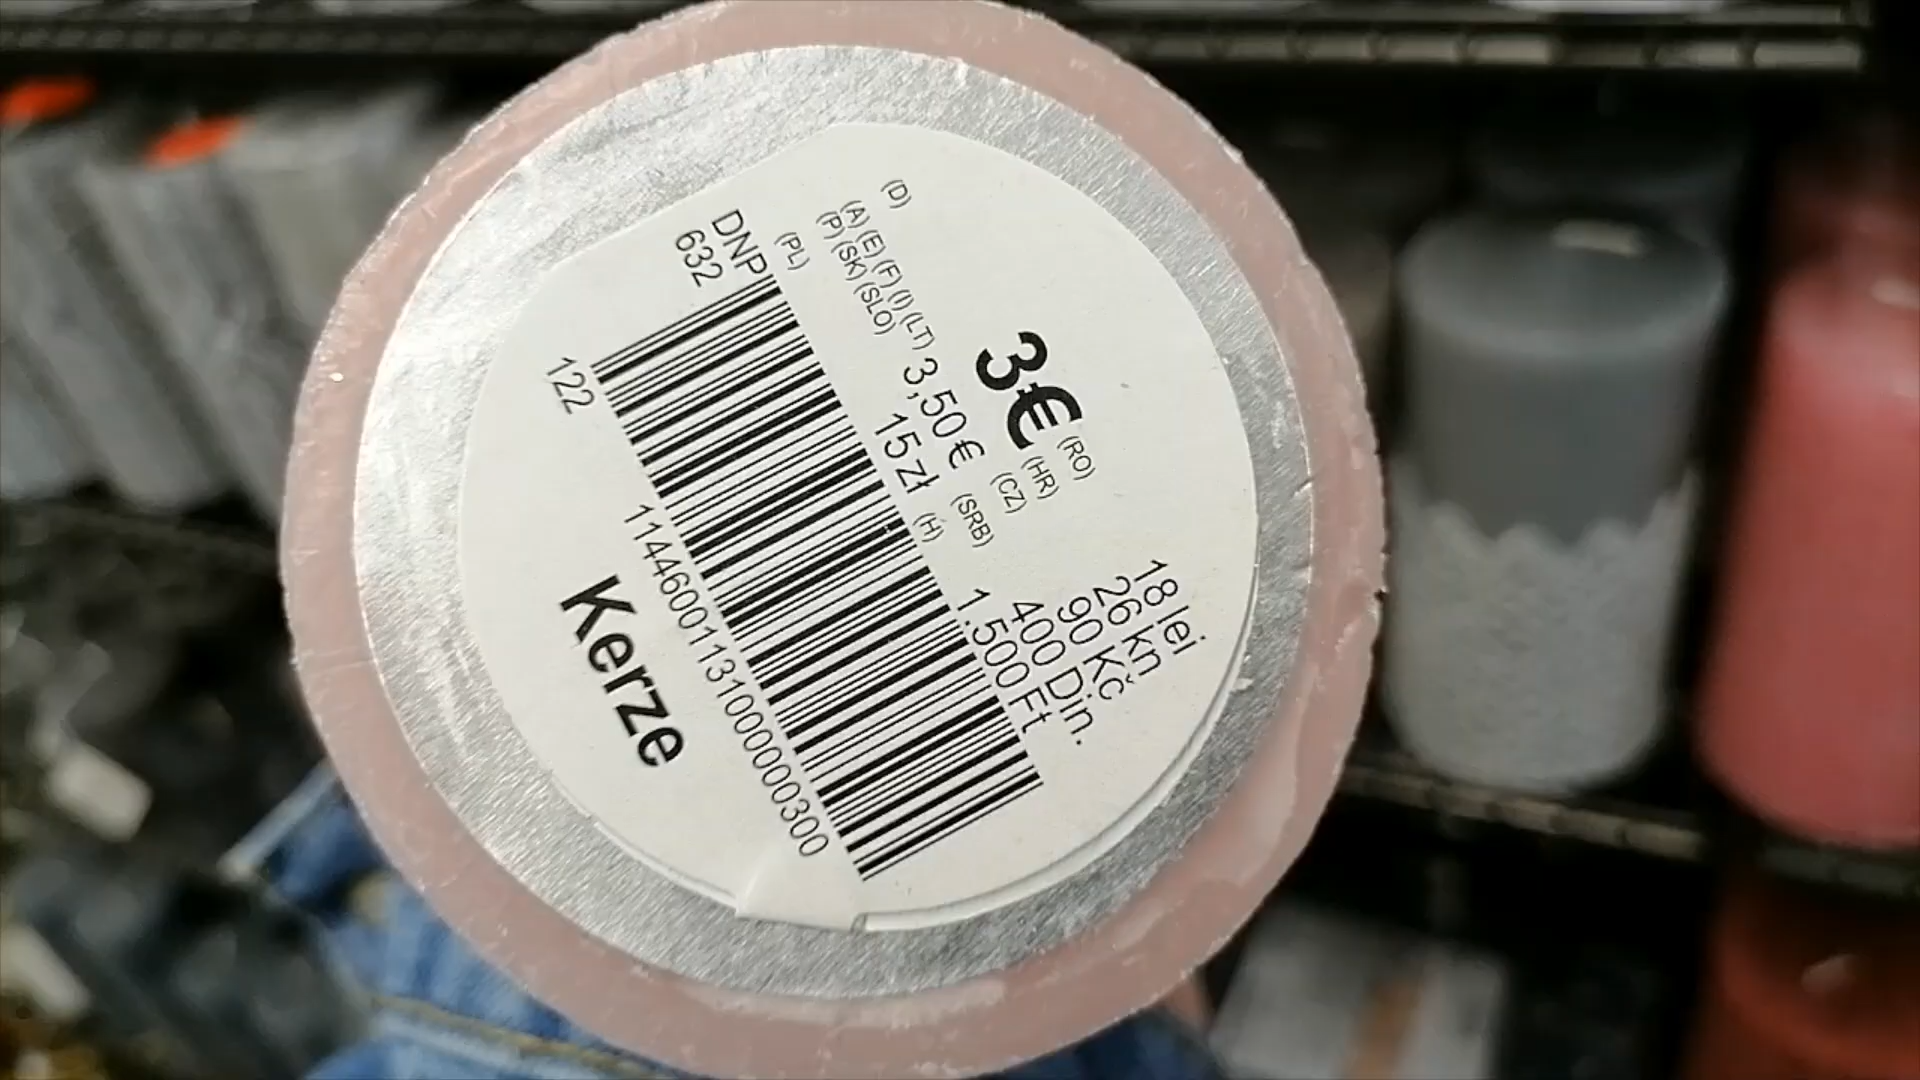 (D) 3€
(A) (E) (F) (I) (LT) 3,50 €
(P) (SK) (SLO)
(PL) 15 zł
(RO) 18 lei
(HR) 26 kn
(CZ) 90 Kč
(SRB) 400 Din.
(H) 1.500 Ft
DNP
632
122
1146001131000000300
Kerze